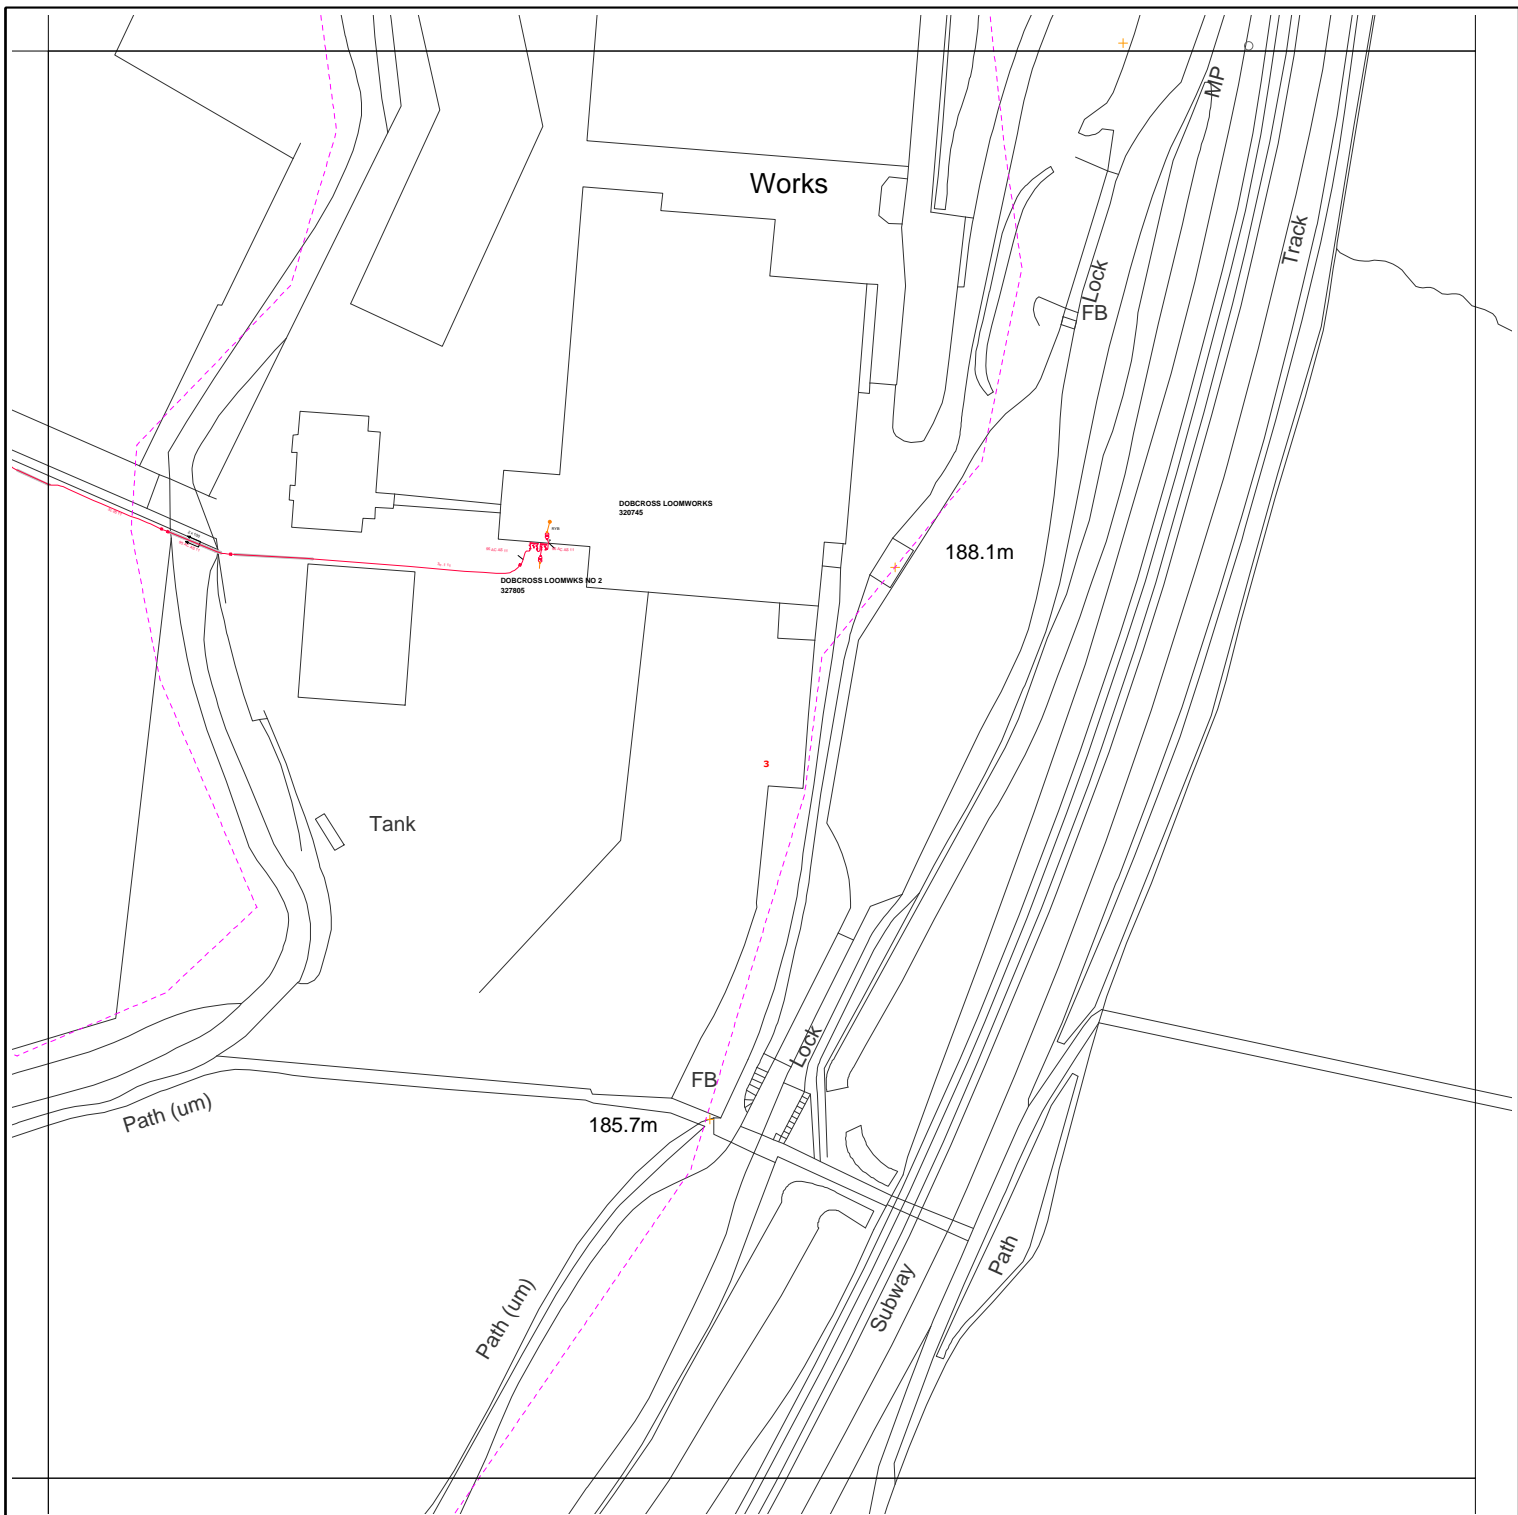 MP
Works
Track
Lock
FB
DOBCROSS LOOMWORKS
320745
188.1m
DOBCROSS LOOMWKS NO 2
327805
3
Tank
Lock
FB
Path (um)
185.7m
Path
Subway
Path (um)